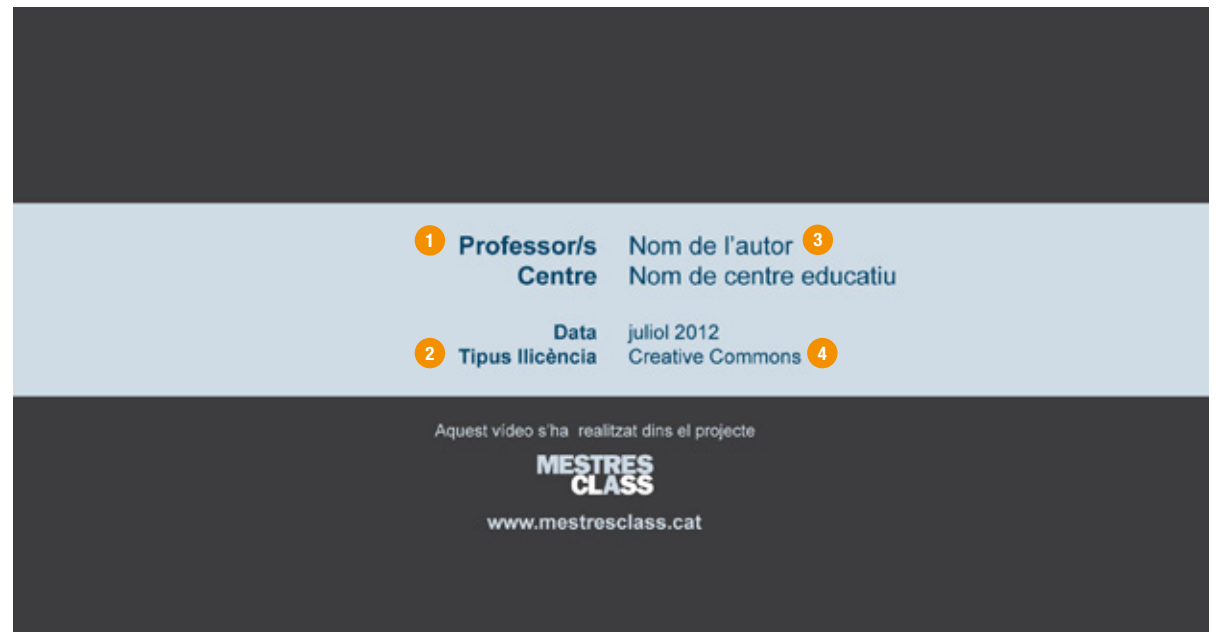 1 Professor/s Nom de l'autor 3
Centre Nom de centre educatiu
Data juliol 2012
2 Tipus llicència Creative Commons 4
Aquest video s'ha realitzat dins el projecte
MESTRES
CLASS
www.mestresclass.cat